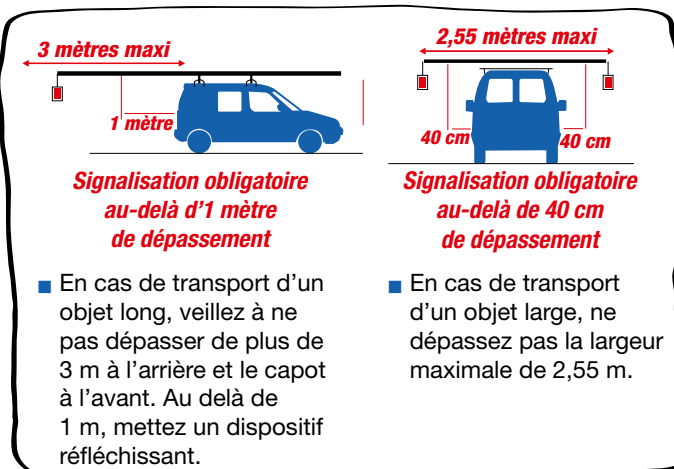 3 mètres maxi
1 mètre
Signalisation obligatoire
au-delà d'1 mètre
de dépassement
■ En cas de transport d'un
objet long, veillez à ne
pas dépasser de plus de
3 m à l'arrière et le capot
à l'avant. Au delà de
1 m, mettez un dispositif
réfléchissant.
2,55 mètres maxi
40 cm
40 cm
Signalisation obligatoire
au-delà de 40 cm
de dépassement
■ En cas de transport
d'un objet large, ne
dépassez pas la largeur
maximale de 2,55 m.